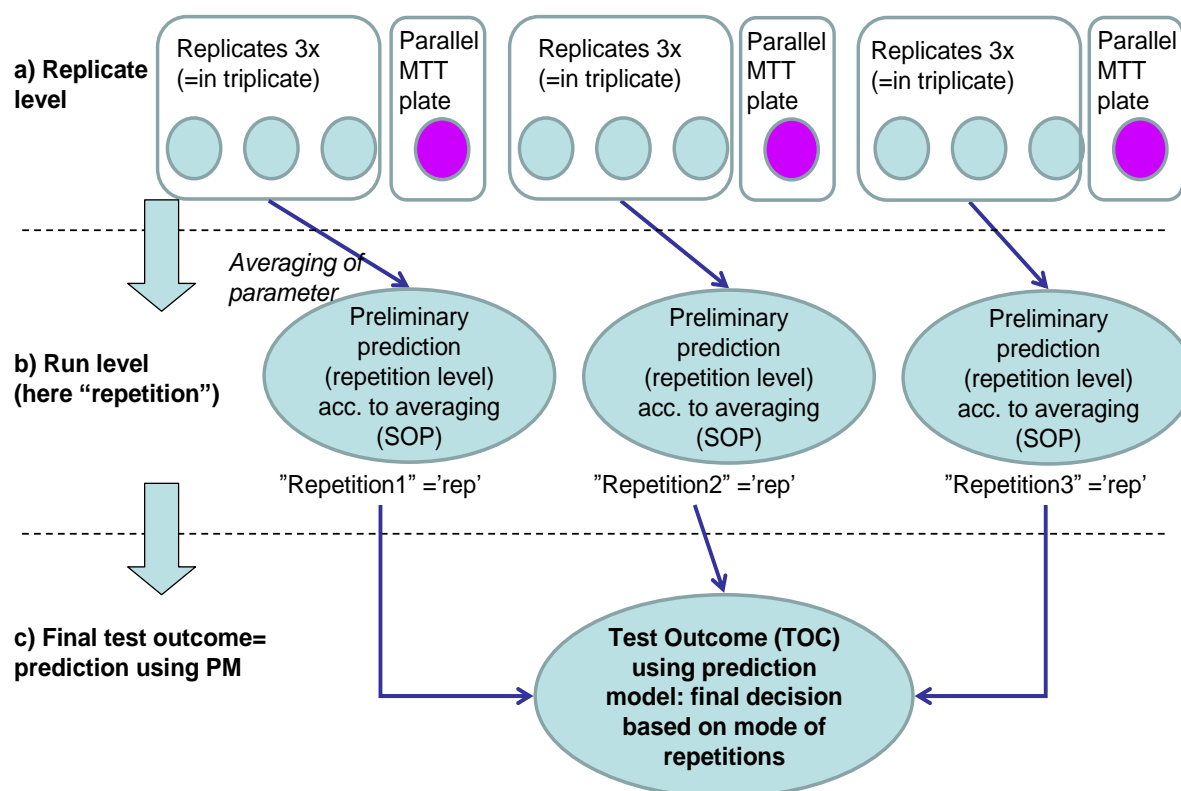 a) Replicate
level
Replicates 3x
(=in triplicate)
Parallel
MTT
plate
Replicates 3x
(=in triplicate)
Parallel
MTT
plate
Replicates 3x
(=in triplicate)
Parallel
MTT
plate
Averaging of
parameter
b) Run level
(here “repetition”)
Preliminary
prediction
(repetition level)
acc. to averaging
(SOP)
Preliminary
prediction
(repetition level)
acc. to averaging
(SOP)
Preliminary
prediction
(repetition level)
acc. to averaging
(SOP)
”Repetition1” =’rep’
”Repetition2” =’rep’
”Repetition3” =’rep’
c) Final test outcome=
prediction using PM
Test Outcome (TOC)
using prediction
model: final decision
based on mode of
repetitions